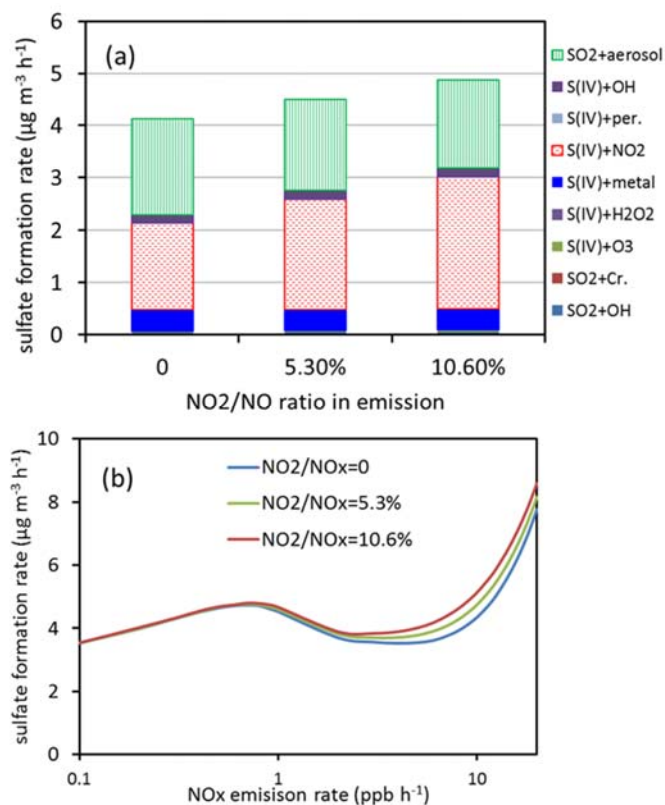 (a)
sulfate formation rate (µg m⁻³ h⁻¹)
6
5
4
3
2
1
0
0 5.30% 10.60%
NO2/NO ratio in emission
SO2+aerosol
S(IV)+OH
S(IV)+per.
S(IV)+NO2
S(IV)+metal
S(IV)+H2O2
S(IV)+O3
SO2+Cr.
SO2+OH
(b)
sulfate formation rate (µg m⁻³ h⁻¹)
10
8
6
4
2
0
NO2/NOx=0
NO2/NOx=5.3%
NO2/NOx=10.6%
0.1 1 10
NOx emisison rate (ppb h⁻¹)